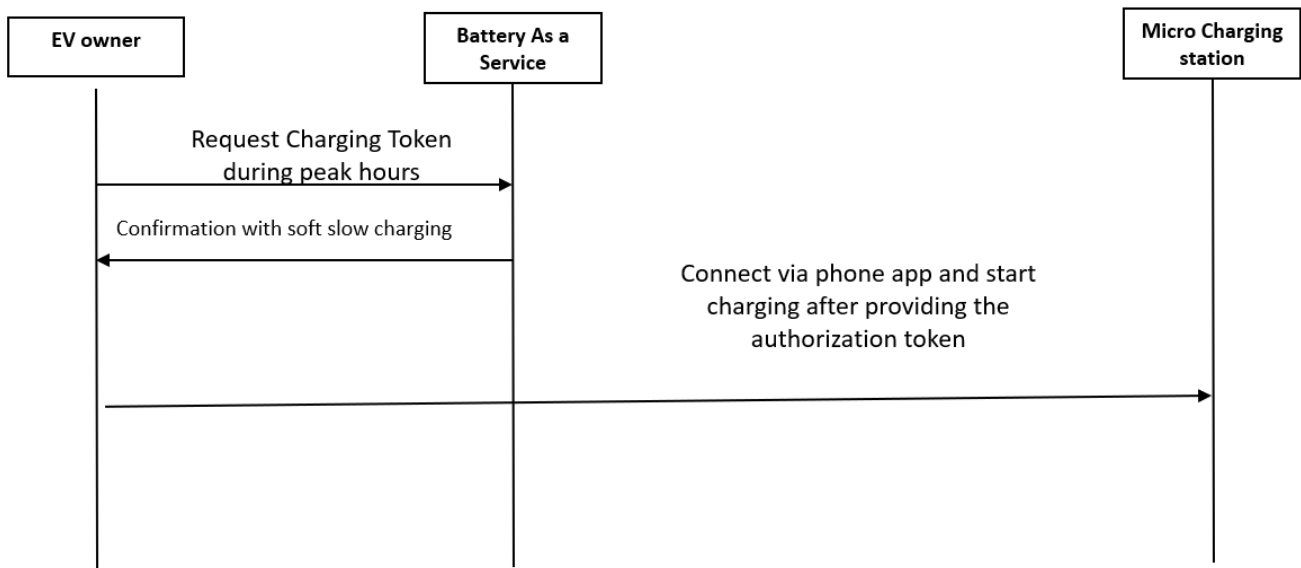 EV owner
Battery As a
Service
Micro Charging
station
Request Charging Token
during peak hours
Confirmation with soft slow charging
Connect via phone app and start
charging after providing the
authorization token